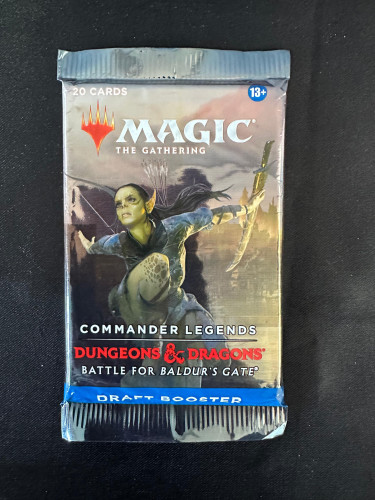 20 CARDS
13+
MAGIC
THE GATHERING
COMMANDER LEGENDS
DUNGEONS & DRAGONS
BATTLE FOR BALDUR'S GATE
DRAFT BOOSTER